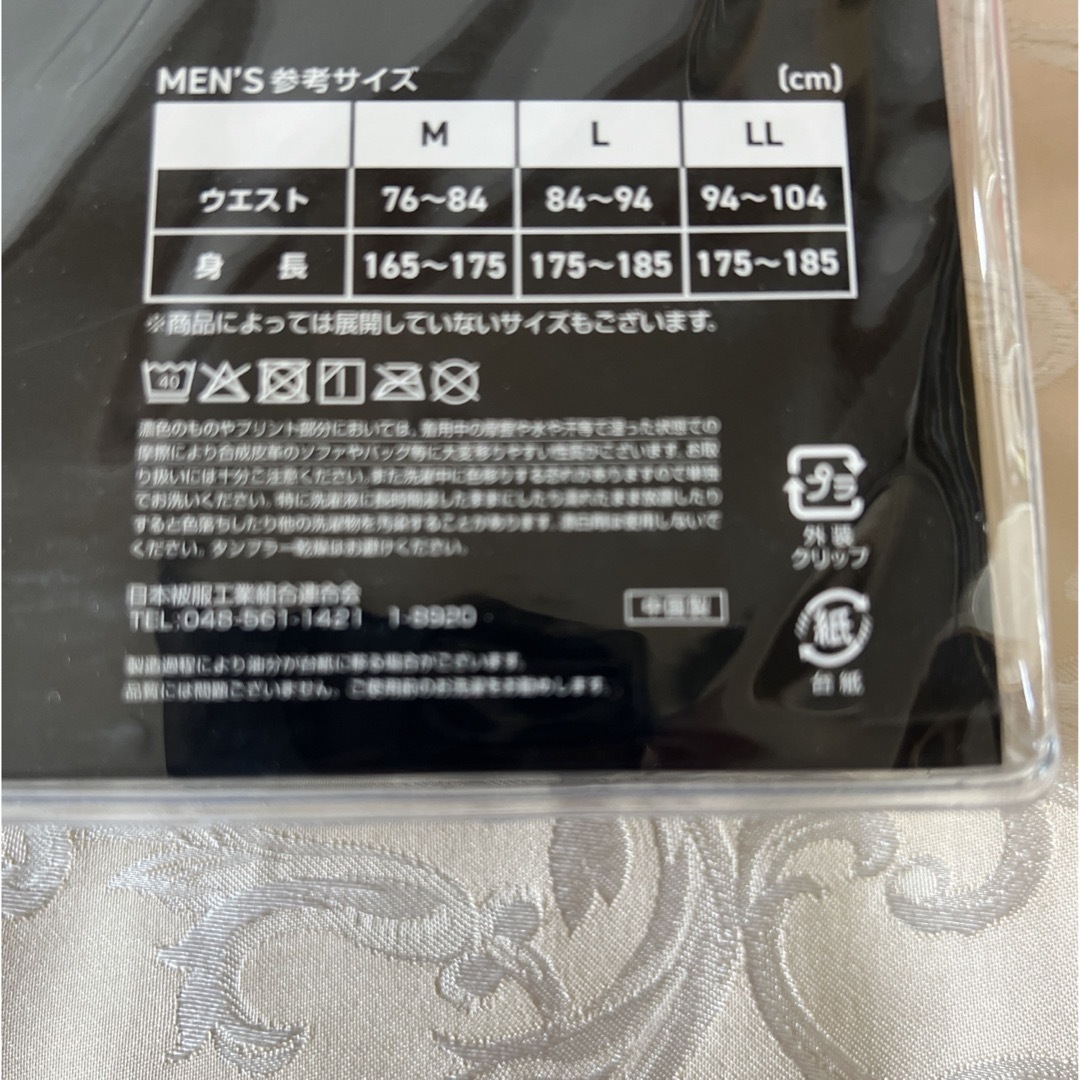 MEN'S 参考サイズ (cm)
M L LL
ウエスト 76〜84 84〜94 94〜104
身長 165〜175 175〜185 175〜185
※商品によっては展開していないサイズもございます。
40
濃色のものやプリント部分においては、着用中の摩擦や水や汗等で湿った状態での
摩擦により合成皮革のソファやバッグ等に大変移りやすい性質がございます。お取
り扱いには十分ご注意ください。また洗濯中に色移りする恐れがありますので単独
でお洗いください。特に洗濯液に長時間浸したままにしたり濡れたまま放置したり
すると色落ちしたり他の洗濯物を汚染することがあります。漂白剤は使用しないで
ください。タンブラー乾燥はお避けください。
日本被服工業組合連合会
TEL:048-561-1421 1-8920
中国製
製造過程により油分が台紙に移る場合がございます。
品質には問題ございません。ご使用前のお洗濯をお勧めします。
プラ
外装
クリップ
紙
台紙